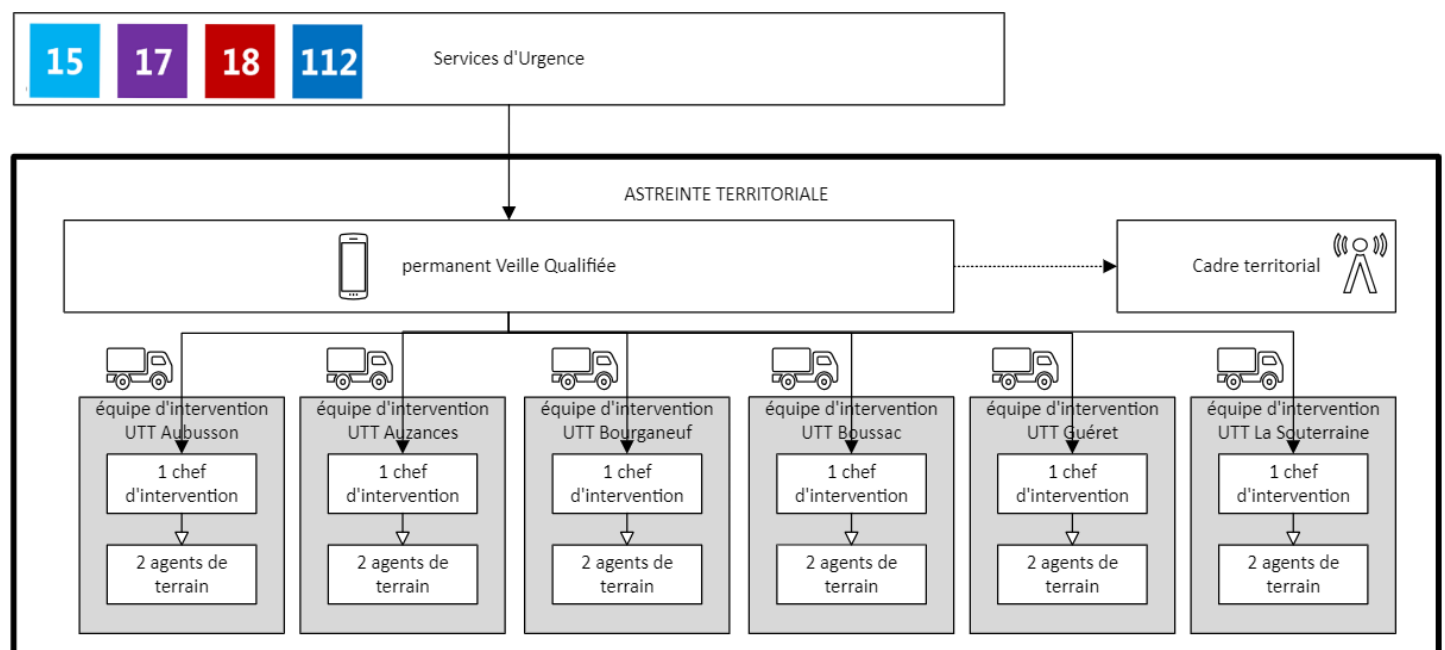 15 17 18 112 Services d'Urgence
ASTREINTE TERRITORIALE
permanent Veille Qualifiée
Cadre territorial
équipe d'intervention
UTT Aubusson
1 chef
d'intervention
2 agents de
terrain
équipe d'intervention
UTT Auzances
1 chef
d'intervention
2 agents de
terrain
équipe d'intervention
UTT Bourganeuf
1 chef
d'intervention
2 agents de
terrain
équipe d'intervention
UTT Boussac
1 chef
d'intervention
2 agents de
terrain
équipe d'intervention
UTT Guéret
1 chef
d'intervention
2 agents de
terrain
équipe d'intervention
UTT La Souterraine
1 chef
d'intervention
2 agents de
terrain